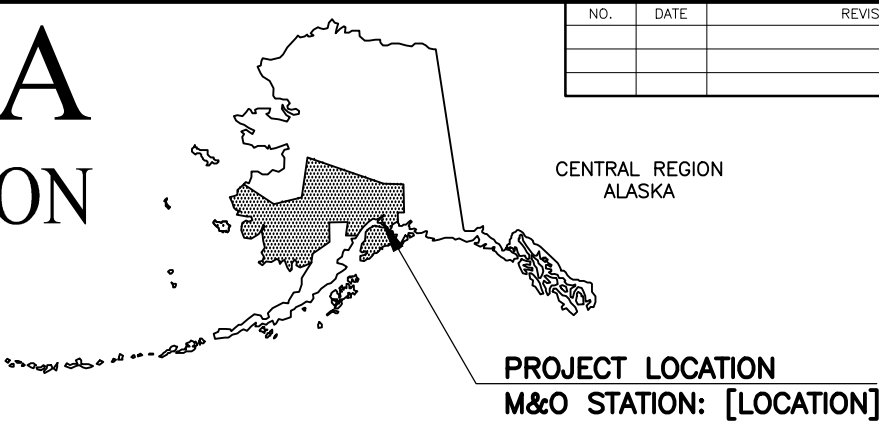 NO. DATE REVIS
A
ON
CENTRAL REGION
ALASKA
PROJECT LOCATION
M&O STATION: [LOCATION]